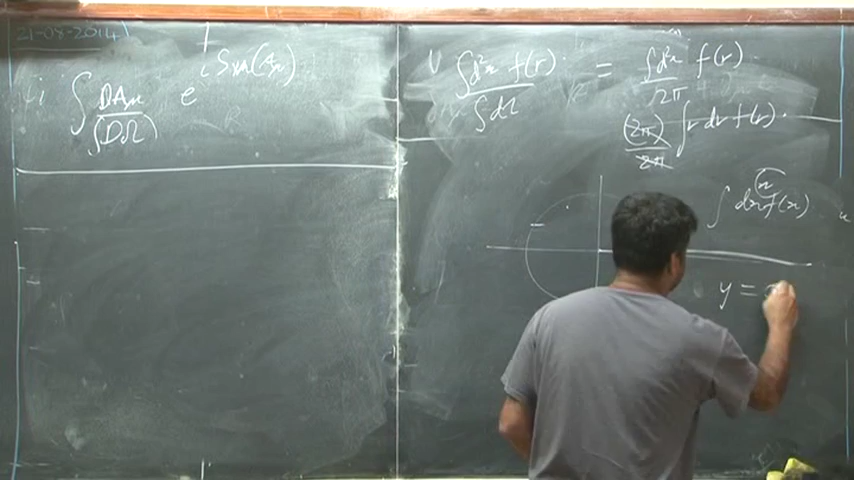 21-08-2014
∫ DAμ/∫DΩ e^{iS_YM(Aμ)}
∫d²x f(r) / ∫dΩ = ∫d²x/2π f(r)
(2π)/2π ∫ r dr f(r)
∫ dx x f(x)
y =